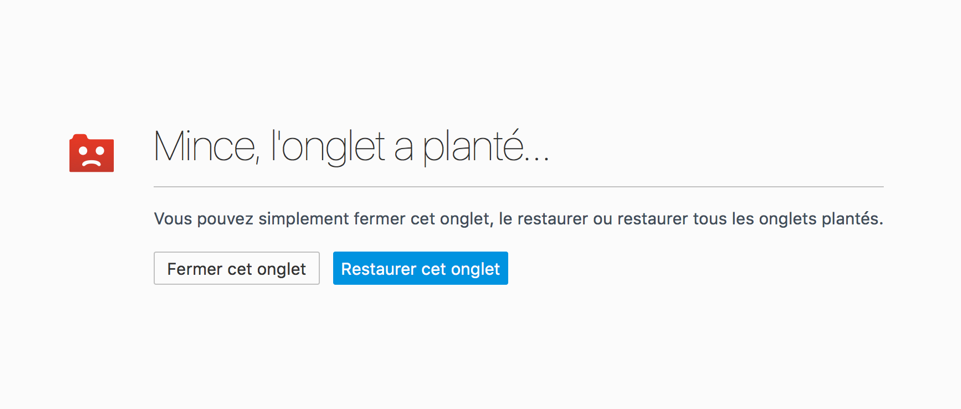 Mince, l'onglet a planté...
Vous pouvez simplement fermer cet onglet, le restaurer ou restaurer tous les onglets plantés.
Fermer cet onglet
Restaurer cet onglet